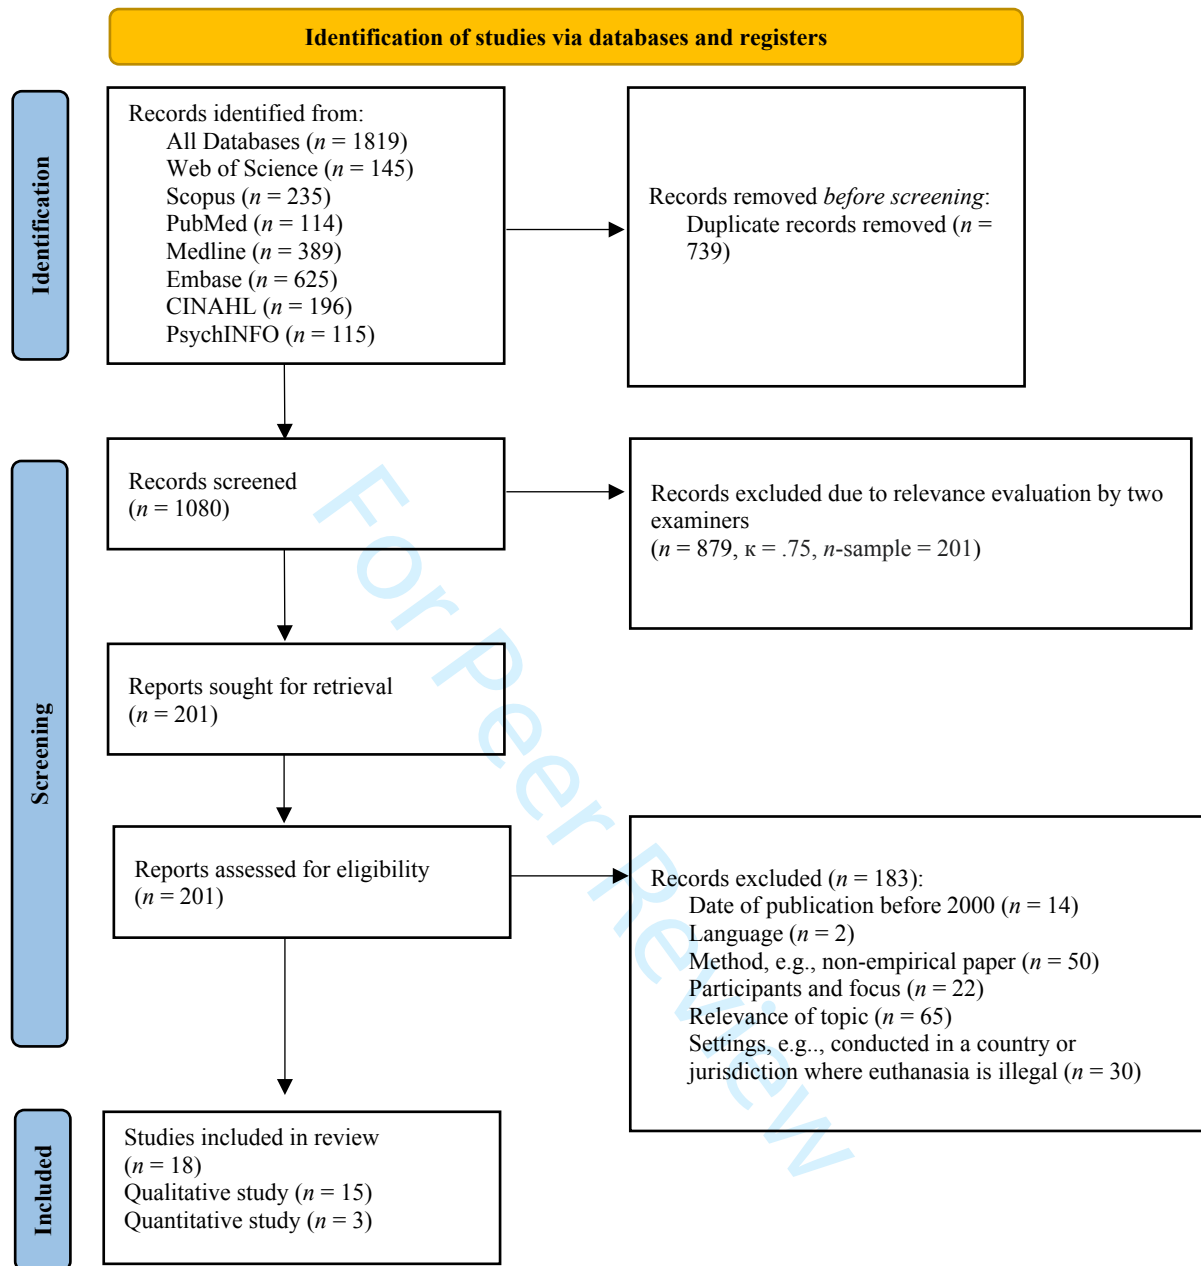 Identification of studies via databases and registers
Identification
Records identified from:
All Databases (n = 1819)
Web of Science (n = 145)
Scopus (n = 235)
PubMed (n = 114)
Medline (n = 389)
Embase (n = 625)
CINAHL (n = 196)
PsychINFO (n = 115)
Records removed before screening:
Duplicate records removed (n =
739)
Screening
Records screened
(n = 1080)
Records excluded due to relevance evaluation by two
examiners
(n = 879, κ = .75, n-sample = 201)
Reports sought for retrieval
(n = 201)
Reports assessed for eligibility
(n = 201)
Records excluded (n = 183):
Date of publication before 2000 (n = 14)
Language (n = 2)
Method, e.g., non-empirical paper (n = 50)
Participants and focus (n = 22)
Relevance of topic (n = 65)
Settings, e.g.., conducted in a country or
jurisdiction where euthanasia is illegal (n = 30)
Included
Studies included in review
(n = 18)
Qualitative study (n = 15)
Quantitative study (n = 3)
For Peer Review